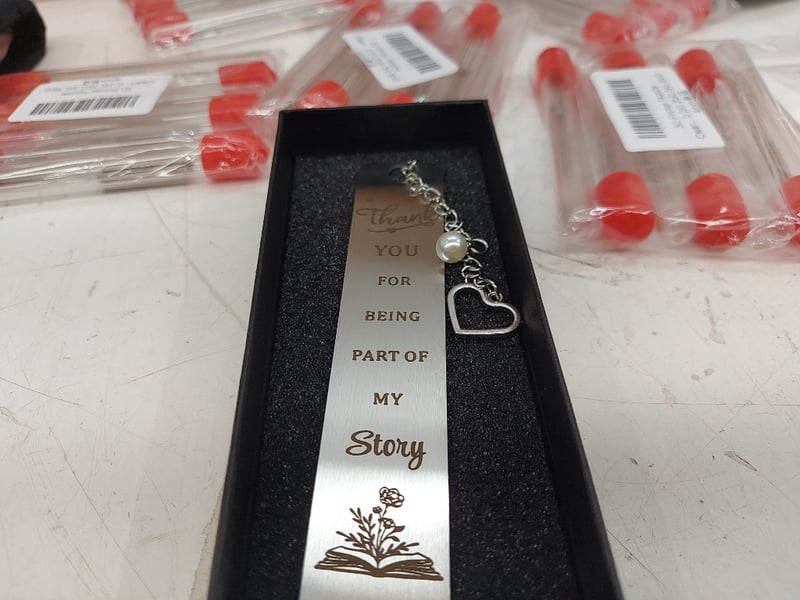 Thank
YOU
FOR
BEING
PART OF
MY
Story